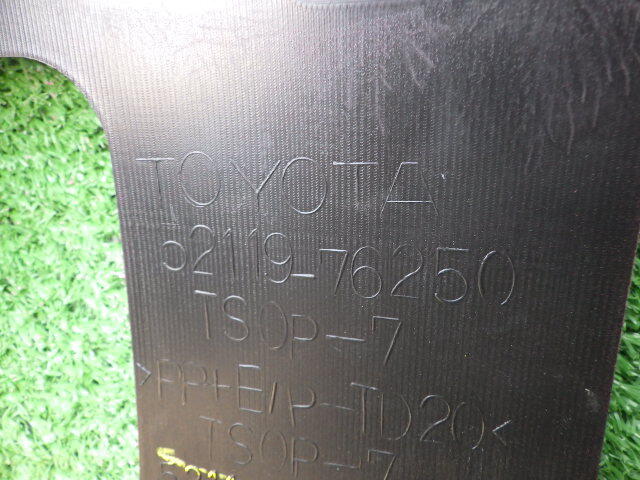 TOYOTA
52119-76250
TSOP-7
>PP+E/P-TD20<
TSOP-7